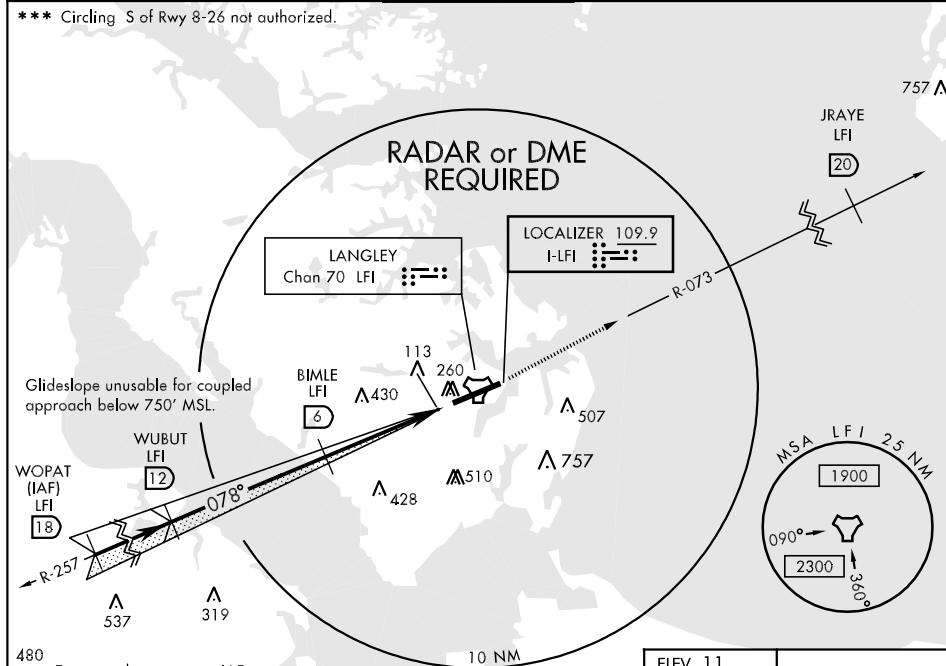 *** Circling S of Rwy 8-26 not authorized.
757
JRAYE
LFI
20
RADAR or DME
REQUIRED
LOCALIZER 109.9
I-LFI
LANGLEY
Chan 70 LFI
R-073
113
260
430
507
Glideslope unusable for coupled
approach below 750' MSL.
BIMLE
LFI
6
WUBUT
LFI
12
WOPAT
(IAF)
LFI
18
078°
R-257
757
510
428
537
319
MSA LFI 25 NM
1900
090°
2300
360°
480
10 NM
ELEV 11